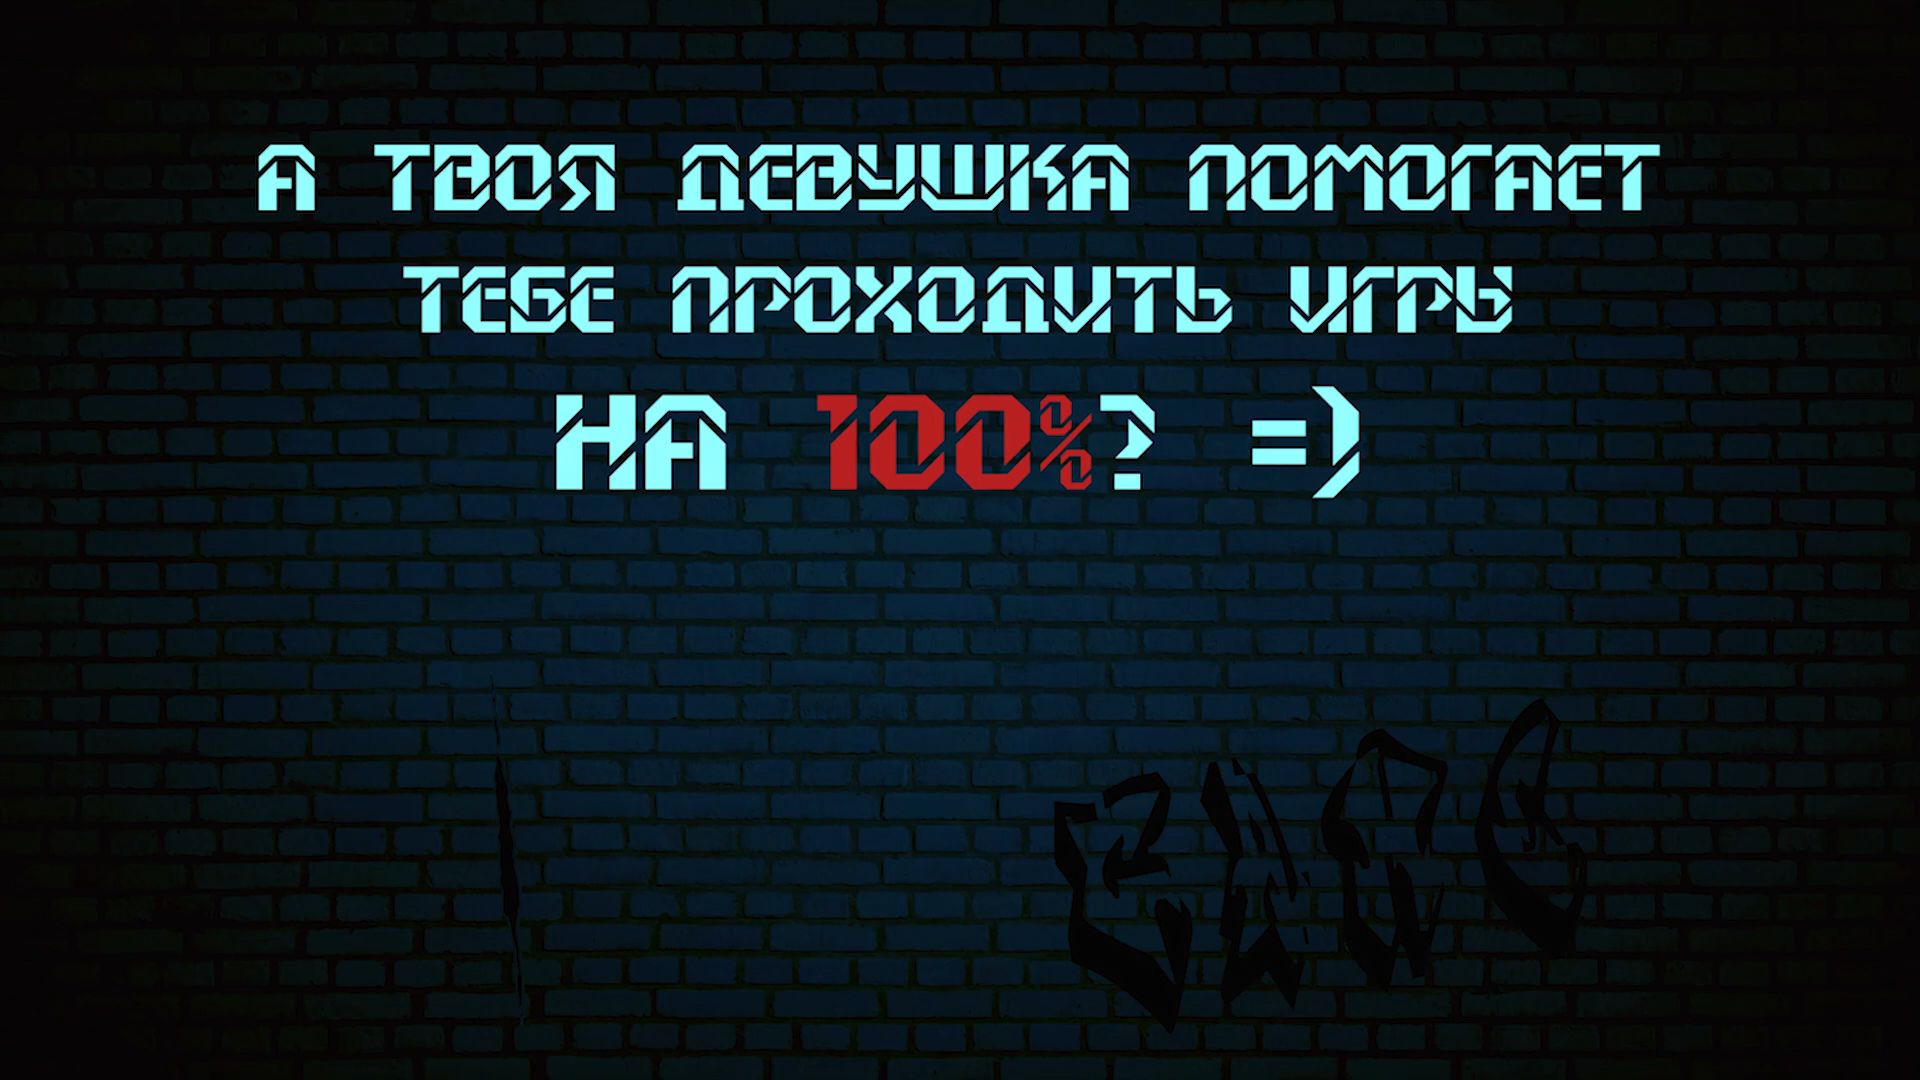 А ТВОЯ ДЕВУШКА ПОМОГАЕТ
ТЕБЕ ПРОХОДИТЬ ИГРЫ
НА 100%? =)